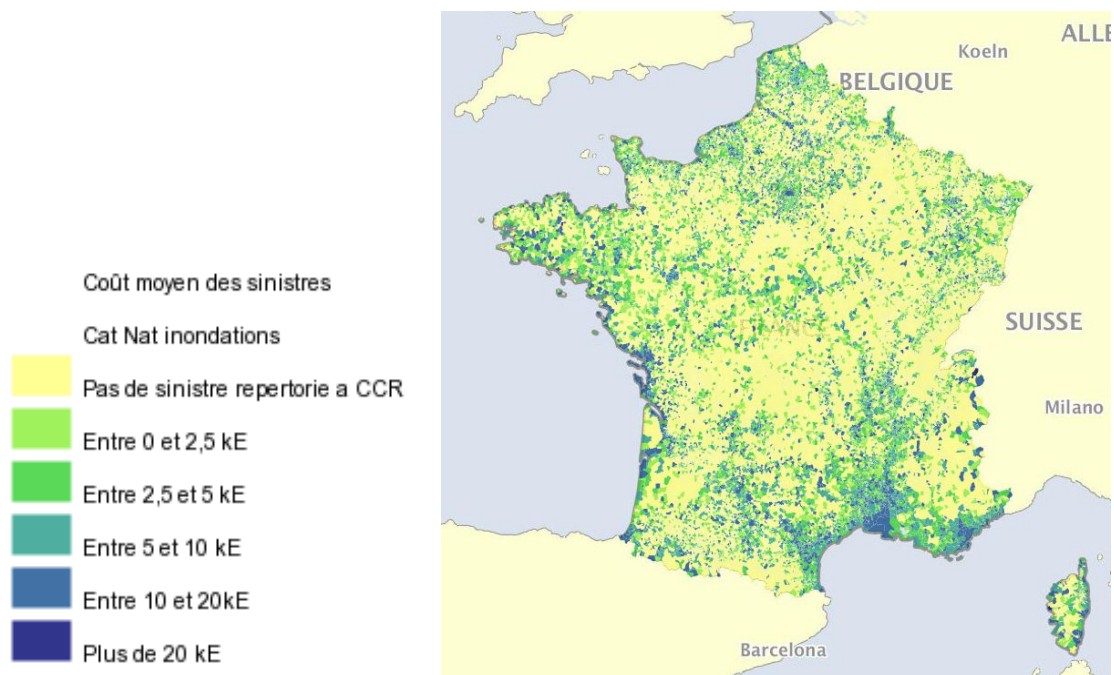 Coût moyen des sinistres
Cat Nat inondations
Pas de sinistre repertorie a CCR
Entre 0 et 2,5 kE
Entre 2,5 et 5 kE
Entre 5 et 10 kE
Entre 10 et 20kE
Plus de 20 kE
ALLE
Koeln
BELGIQUE
FRANCE
SUISSE
Milano
Barcelona